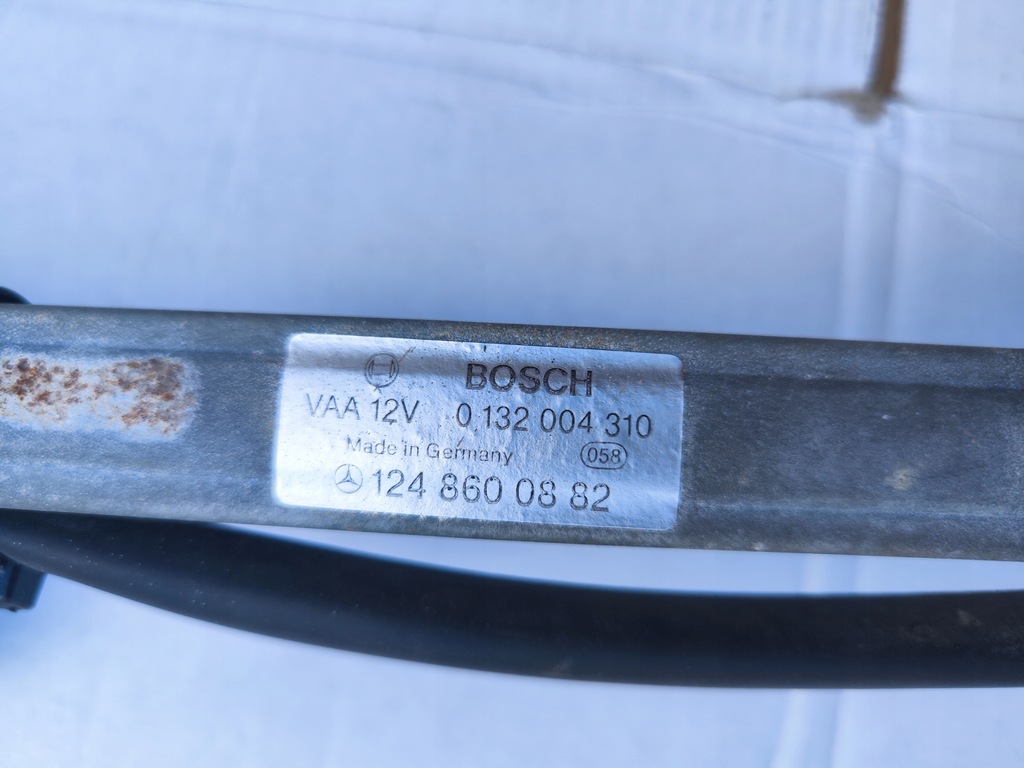 BOSCH
VAA 12V 0 132 004 310
Made in Germany 058
124 860 08 82